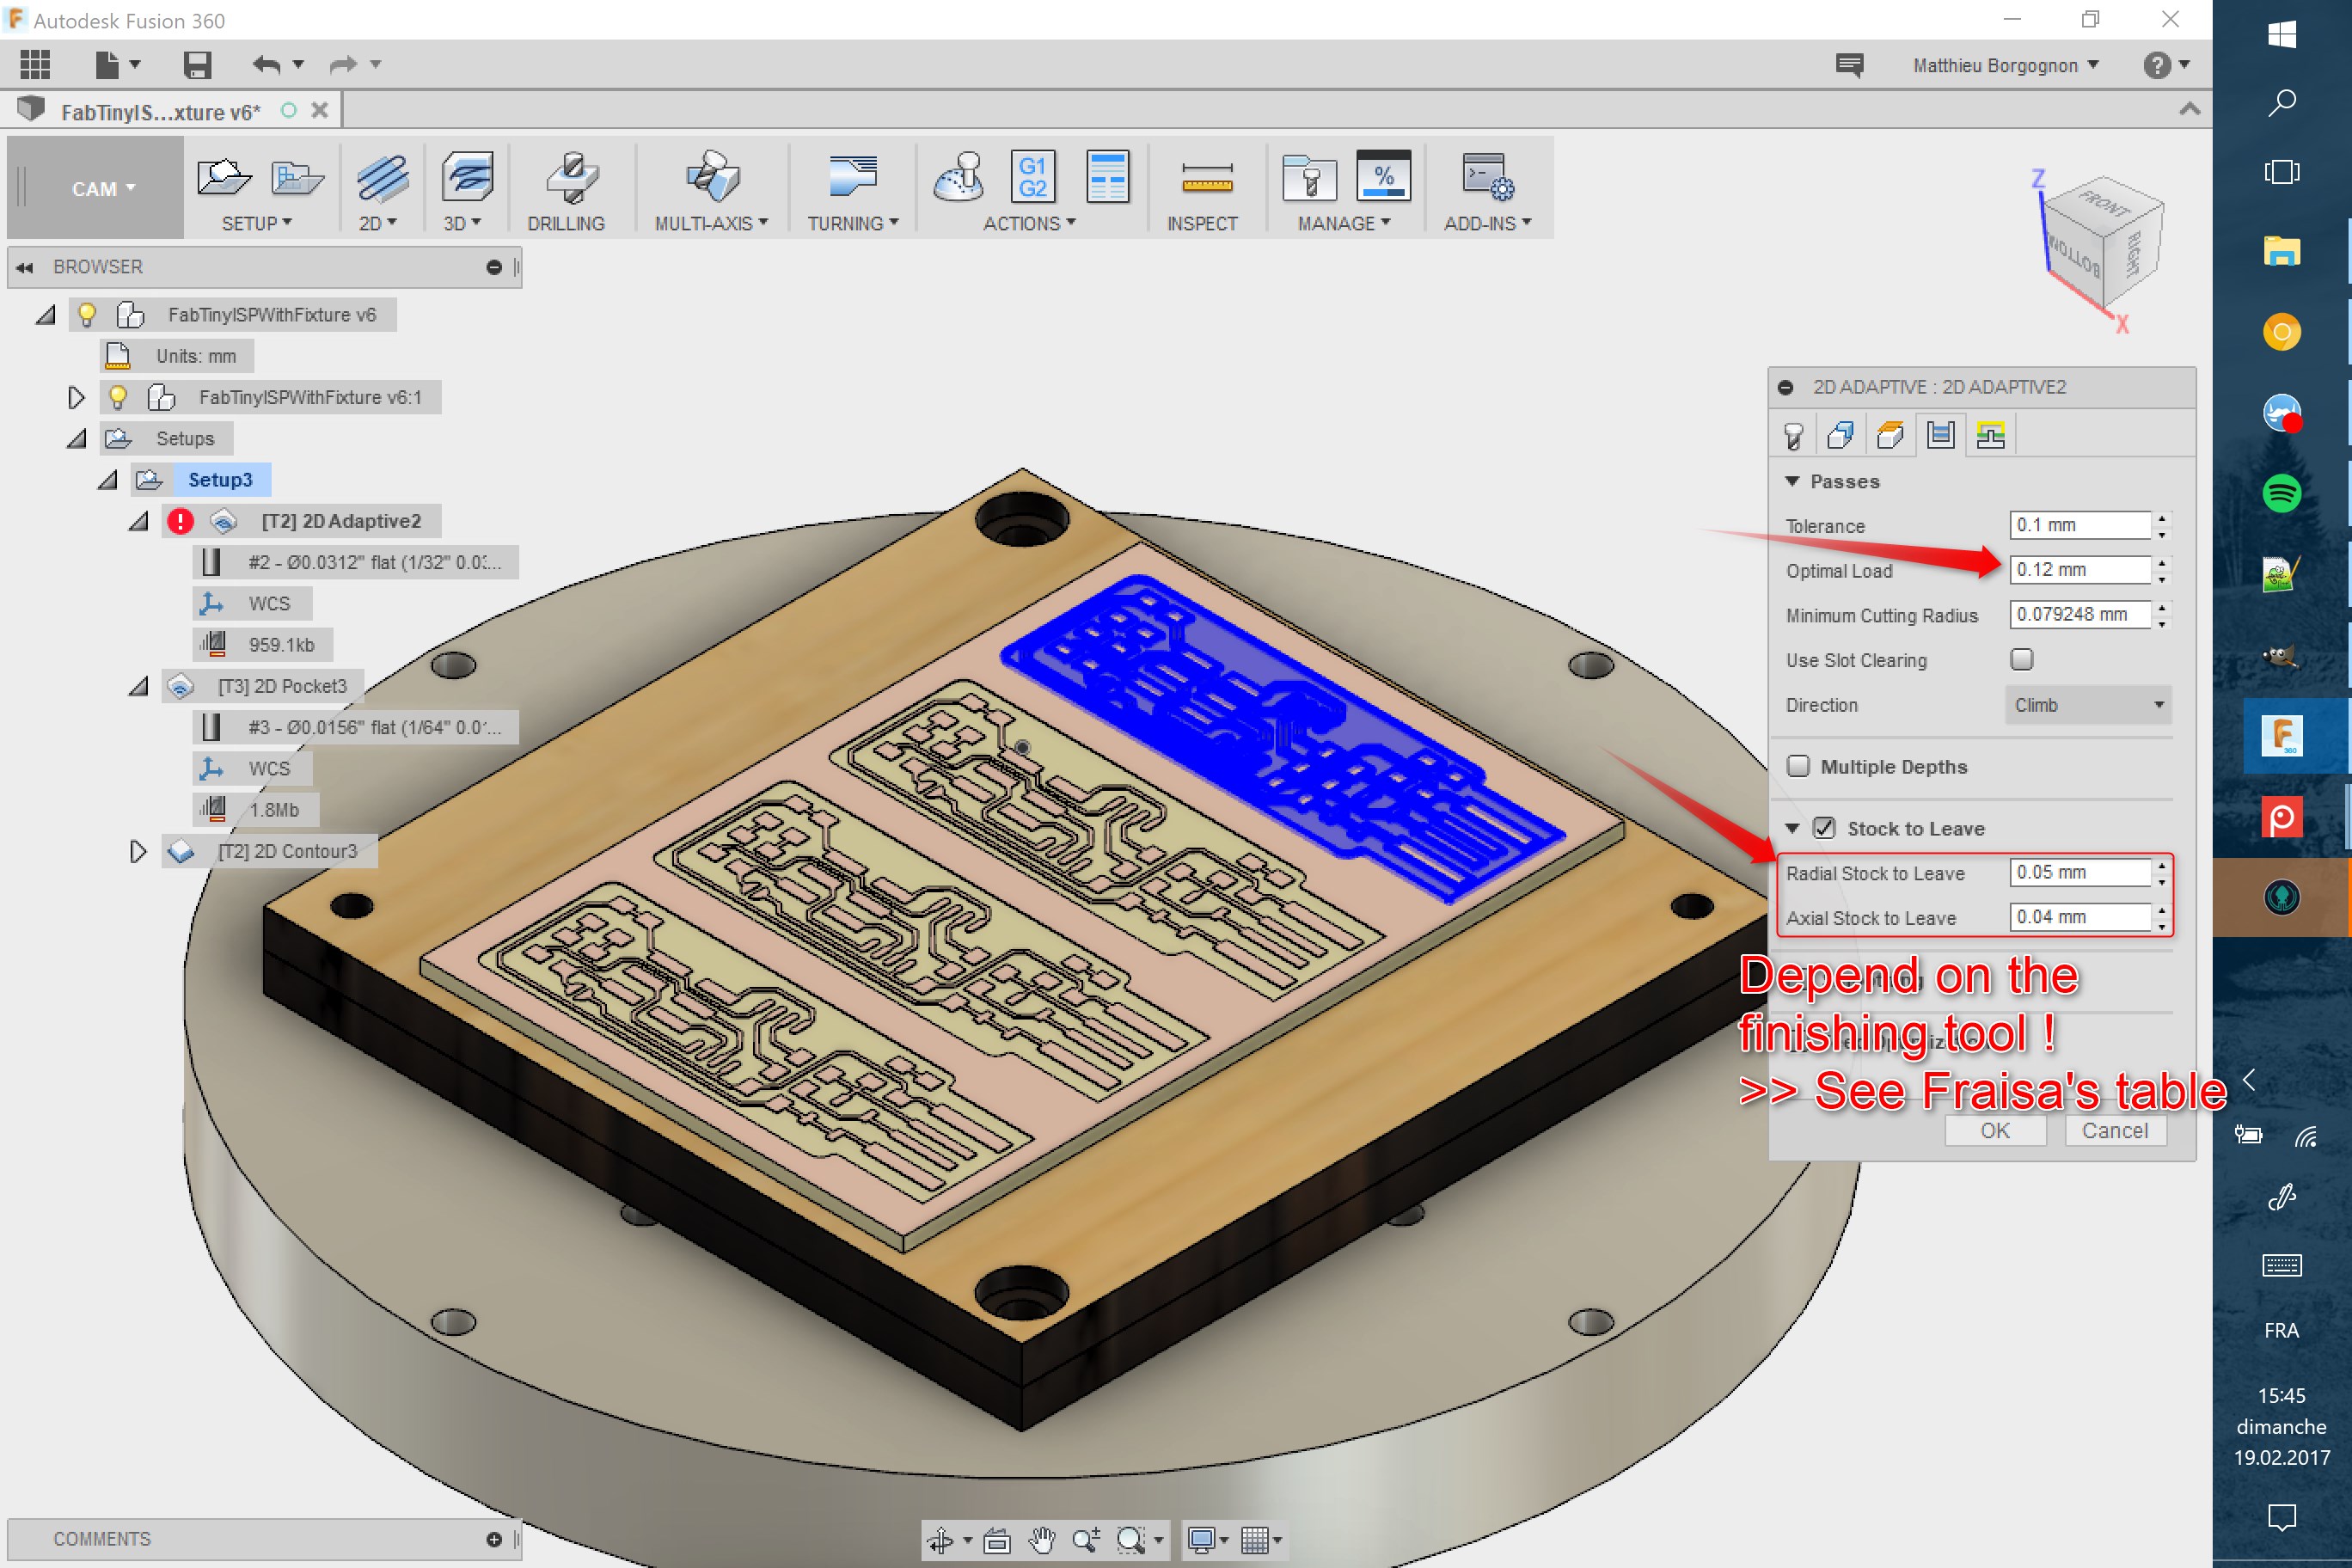 Autodesk Fusion 360
Matthieu Borgognon
?
FabTinyIS...xture v6*
CAM
G1
G2
%
SETUP
2D
3D
DRILLING
MULTI-AXIS
TURNING
ACTIONS
INSPECT
MANAGE
ADD-INS
Z
FRONT
BOTTOM
RIGHT
X
BROWSER
FabTinyISPWithFixture v6
Units: mm
FabTinyISPWithFixture v6:1
Setups
Setup3
[T2] 2D Adaptive2
#2 - Ø0.0312" flat (1/32" 0.03...
WCS
959.1kb
[T3] 2D Pocket3
#3 - Ø0.0156" flat (1/64" 0.01...
WCS
1.8Mb
[T2] 2D Contour3
2D ADAPTIVE : 2D ADAPTIVE2
Passes
Tolerance 0.1 mm
Optimal Load 0.12 mm
Minimum Cutting Radius 0.079248 mm
Use Slot Clearing
Direction Climb
Multiple Depths
Stock to Leave
Radial Stock to Leave 0.05 mm
Axial Stock to Leave 0.04 mm
Depend on the
finishing tool !
>> See Fraisa's table
OK Cancel
COMMENTS
FRA
15:45
dimanche
19.02.2017